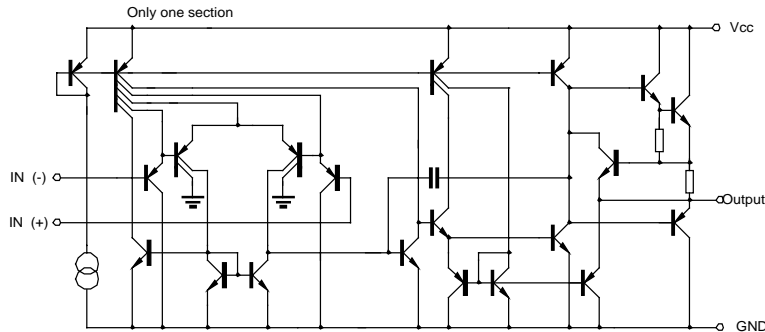 Only one section
Vcc
IN (-)
IN (+)
Output
GND